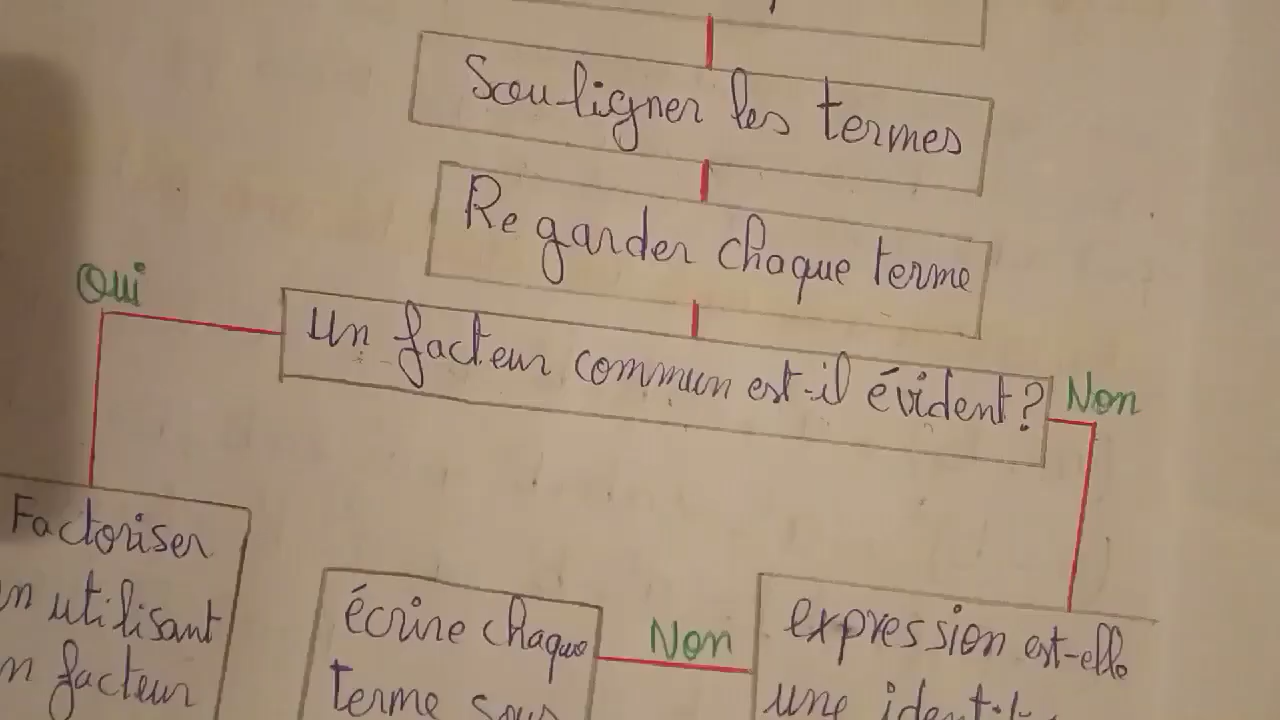 Souligner les termes
Regarder chaque terme
Oui
un facteur commun est-il évident?
Non
Factoriser
n utilisant
n facteur
écrire chaque
terme sous
Non
expression est-elle
une